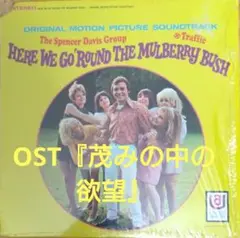 STEREO
ORIGINAL MOTION PICTURE SOUNDTRACK
The Spencer Davis Group
Traffic
HERE WE GO 'ROUND THE MULBERRY BUSH
OST『茂みの中の
欲望』